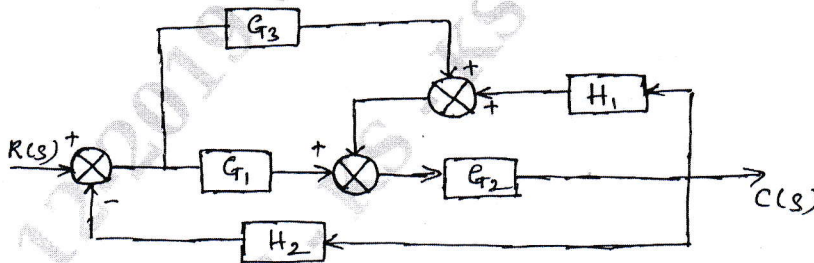 G3
+
+
H1
R(s) +
G1
+
G2
C(s)
-
H2